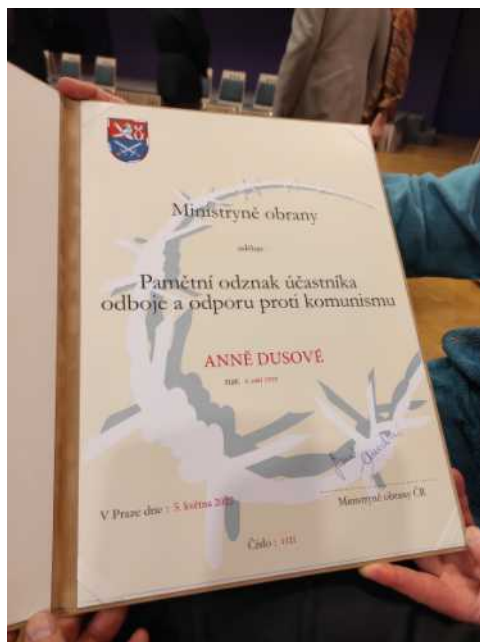 Ministryně obrany
uděluje
Pamětní odznak účastníka
odboje a odporu proti komunismu
ANNĚ DUSOVÉ
nar.
V Praze dne : 5. května
Ministryně obrany ČR
Číslo :